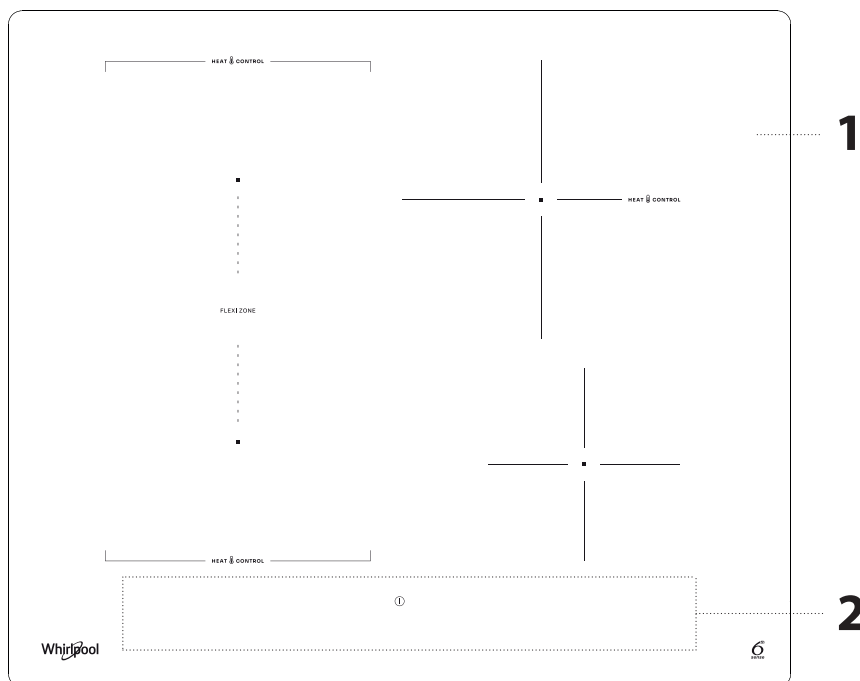 HEAT CONTROL
1
HEAT CONTROL
FLEXI ZONE
HEAT CONTROL
Whirlpool
6th
sense
2